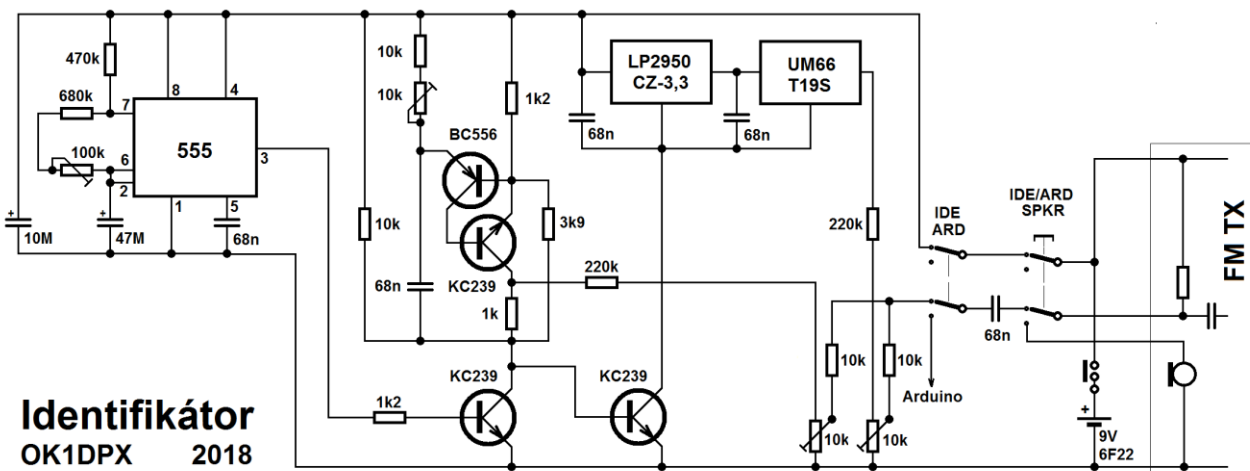 470k
680k
100k
7
6
2
8
4
555
3
1
5
+
10M
+
47M
68n
10k
10k
10k
1k2
BC556
KC239
3k9
68n
1k
220k
LP2950
CZ-3,3
UM66
T19S
68n
68n
220k
IDE
ARD
IDE/ARD
SPKR
68n
FM TX
10k
10k
Arduino
KC239
KC239
1k2
10k
10k
+
9V
6F22
Identifikátor
OK1DPX 2018